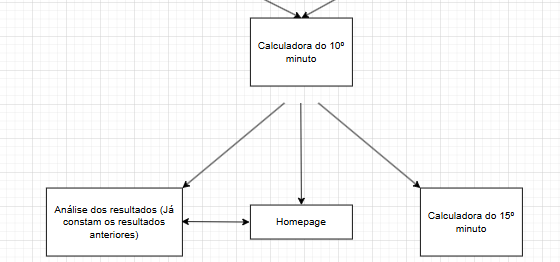 Calculadora do 10º
minuto
Análise dos resultados (Já
constam os resultados
anteriores)
Homepage
Calculadora do 15º
minuto